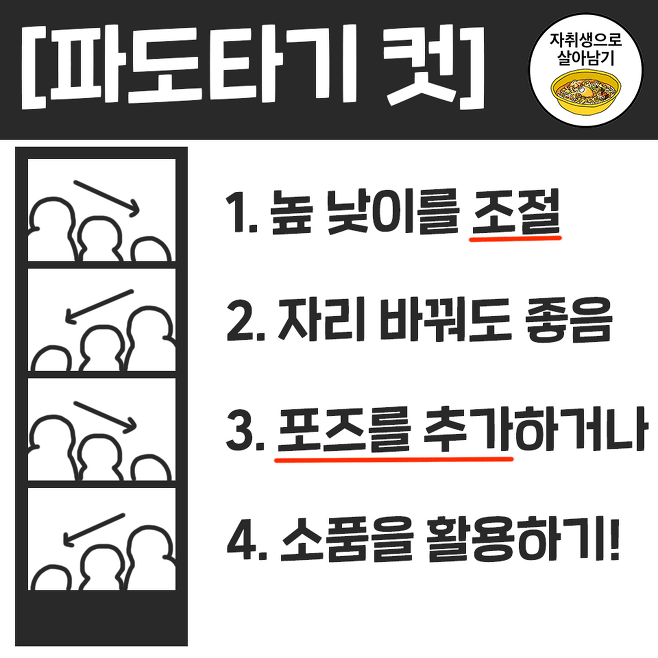 [파도타기 컷]
자취생으로
살아남기
1. 높 낮이를 조절
2. 자리 바꿔도 좋음
3. 포즈를 추가하거나
4. 소품을 활용하기!